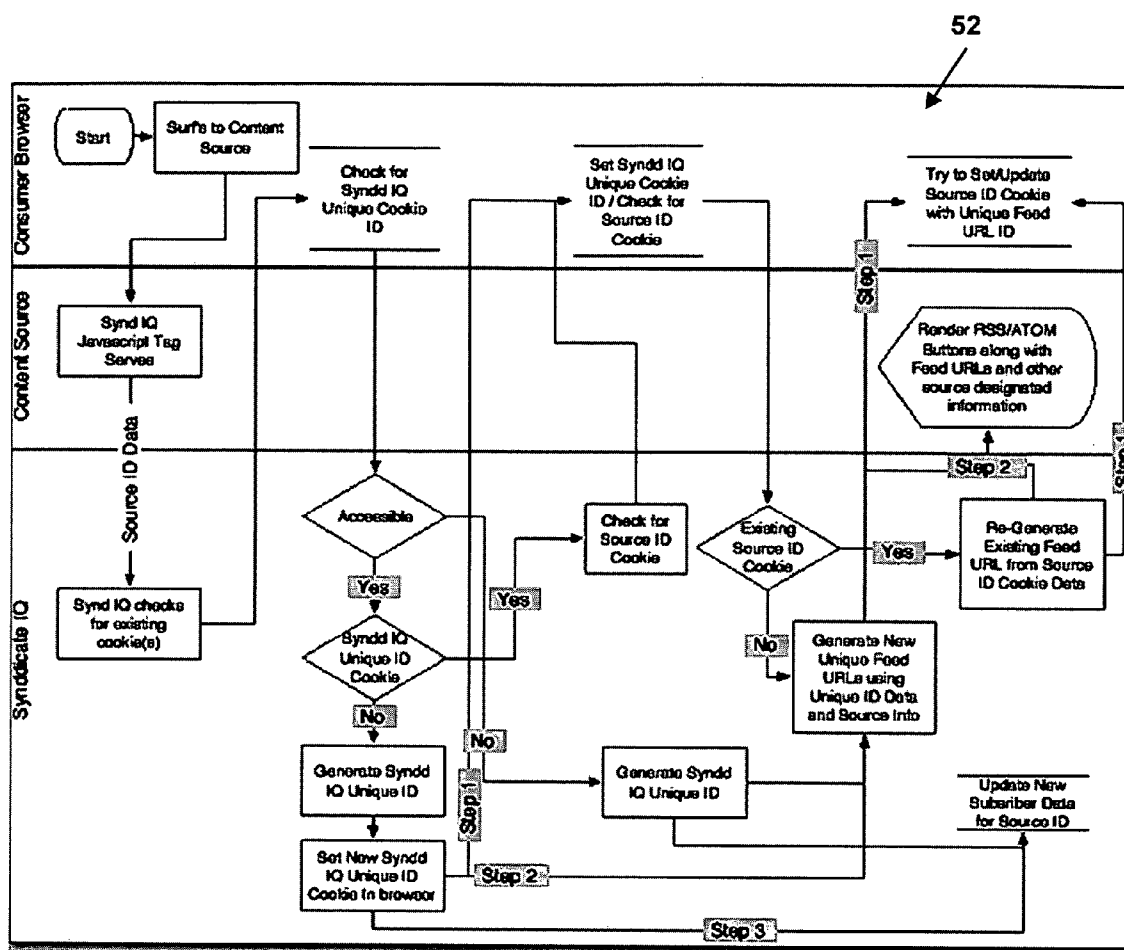 52
Consumer Browser
Start
Surfs to Content
Source
Check for
Syndd IQ
Unique Cookie
ID
Set Syndd IQ
Unique Cookie
ID / Check for
Source ID
Cookie
Try to Set/Update
Source ID Cookie
with Unique Feed
URL ID
Step 1
Content Source
Synd IQ
Javascript Tag
Serves
Render RSS/ATOM
Buttons along with
Feed URLs and other
source designated
information
Source ID Data
Step 2
Step 1
Synddicate IQ
Accessible
Check for
Source ID
Cookie
Existing
Source ID
Cookie
Yes
Re-Generate
Existing Feed
URL from Source
ID Cookie Data
Yes
Yes
Synd IQ checks
for existing
cookie(s)
Syndd IQ
Unique ID
Cookie
No
Generate New
Unique Feed
URLs using
Unique ID Data
and Source Info
No
No
Generate Syndd
IQ Unique ID
Step 1
Generate Syndd
IQ Unique ID
Update New
Subsriber Data
for Source ID
Set New Syndd
IQ Unique ID
Cookie in browser
Step 2
Step 3